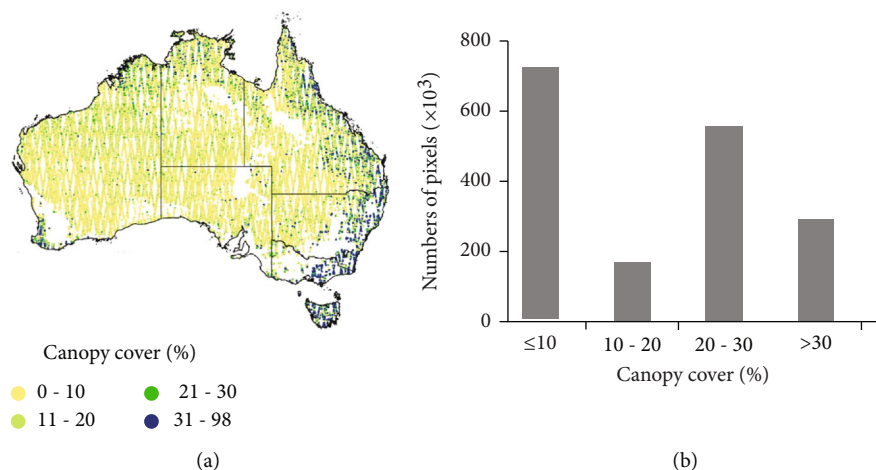 Canopy cover (%)
0 - 10
21 - 30
11 - 20
31 - 98
(a)
Numbers of pixels (×10³)
800
600
400
200
0
≤10
10 - 20
20 - 30
>30
Canopy cover (%)
(b)